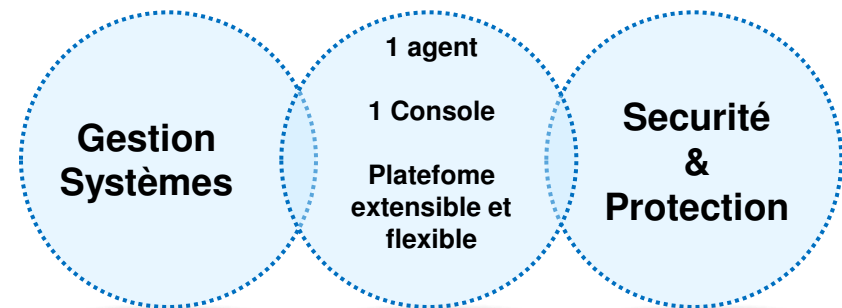 Gestion
Systèmes
1 agent
1 Console
Platefome
extensible et
flexible
Securité
&
Protection